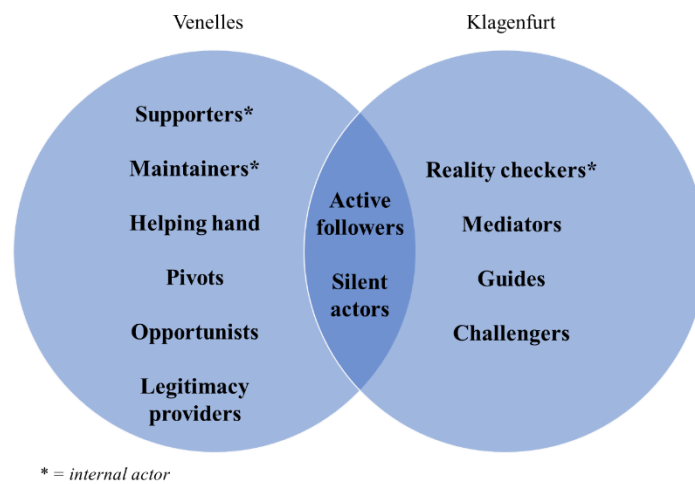 Venelles
Klagenfurt
Supporters*
Maintainers*
Helping hand
Pivots
Opportunists
Legitimacy
providers
Active
followers
Silent
actors
Reality checkers*
Mediators
Guides
Challengers
* = internal actor